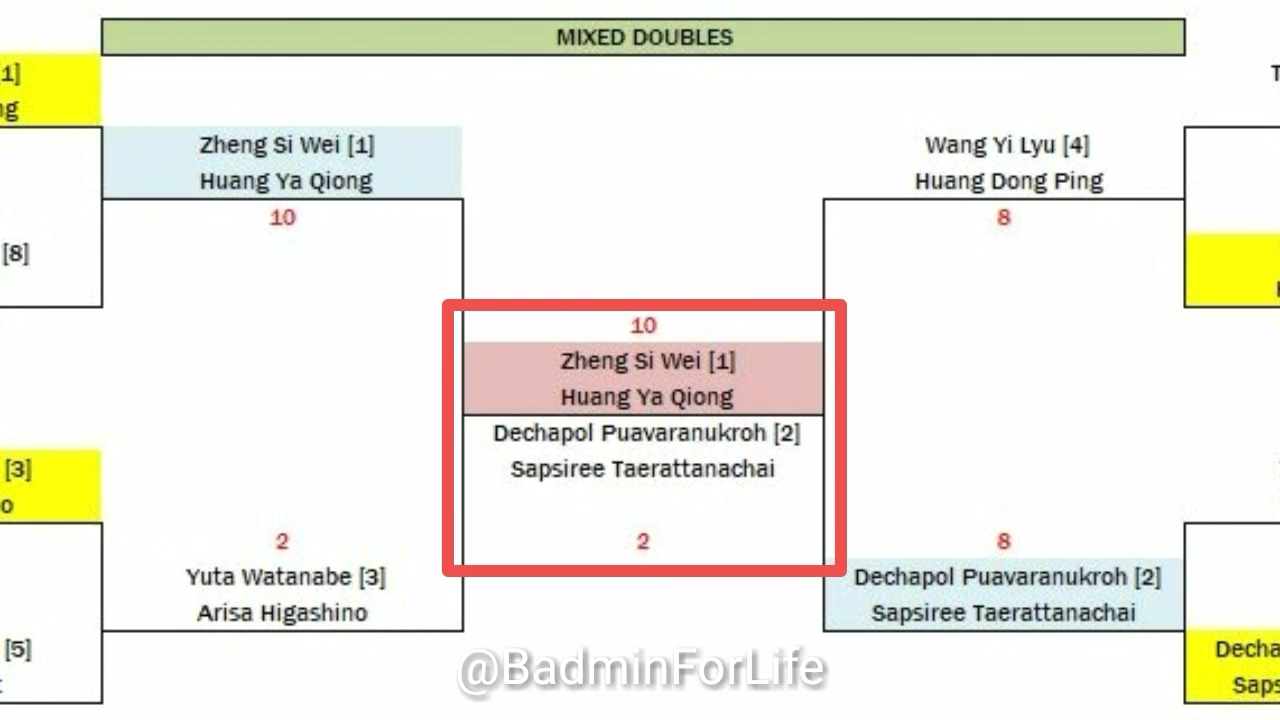 MIXED DOUBLES
[1]
Zheng Si Wei [1]
Huang Ya Qiong
10
[8]
Wang Yi Lyu [4]
Huang Dong Ping
8
10
Zheng Si Wei [1]
Huang Ya Qiong
Dechapol Puavaranukroh [2]
Sapsiree Taerattanachai
2
[3]
2
Yuta Watanabe [3]
Arisa Higashino
[5]
8
Dechapol Puavaranukroh [2]
Sapsiree Taerattanachai
@BadminForLife